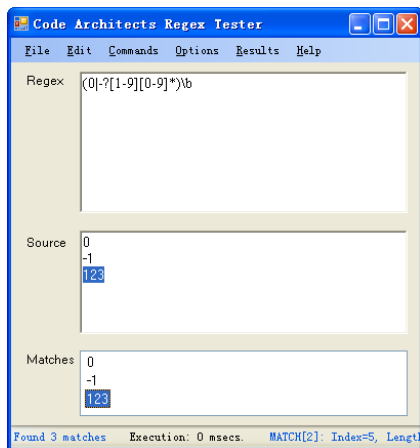 Code Architects Regex Tester
File Edit Commands Options Results Help
Regex
(0|-?[1-9][0-9]*)\b
Source
0
-1
123
Matches
0
-1
123
Found 3 matches Execution: 0 msecs. MATCH[2]: Index=5, Lengt